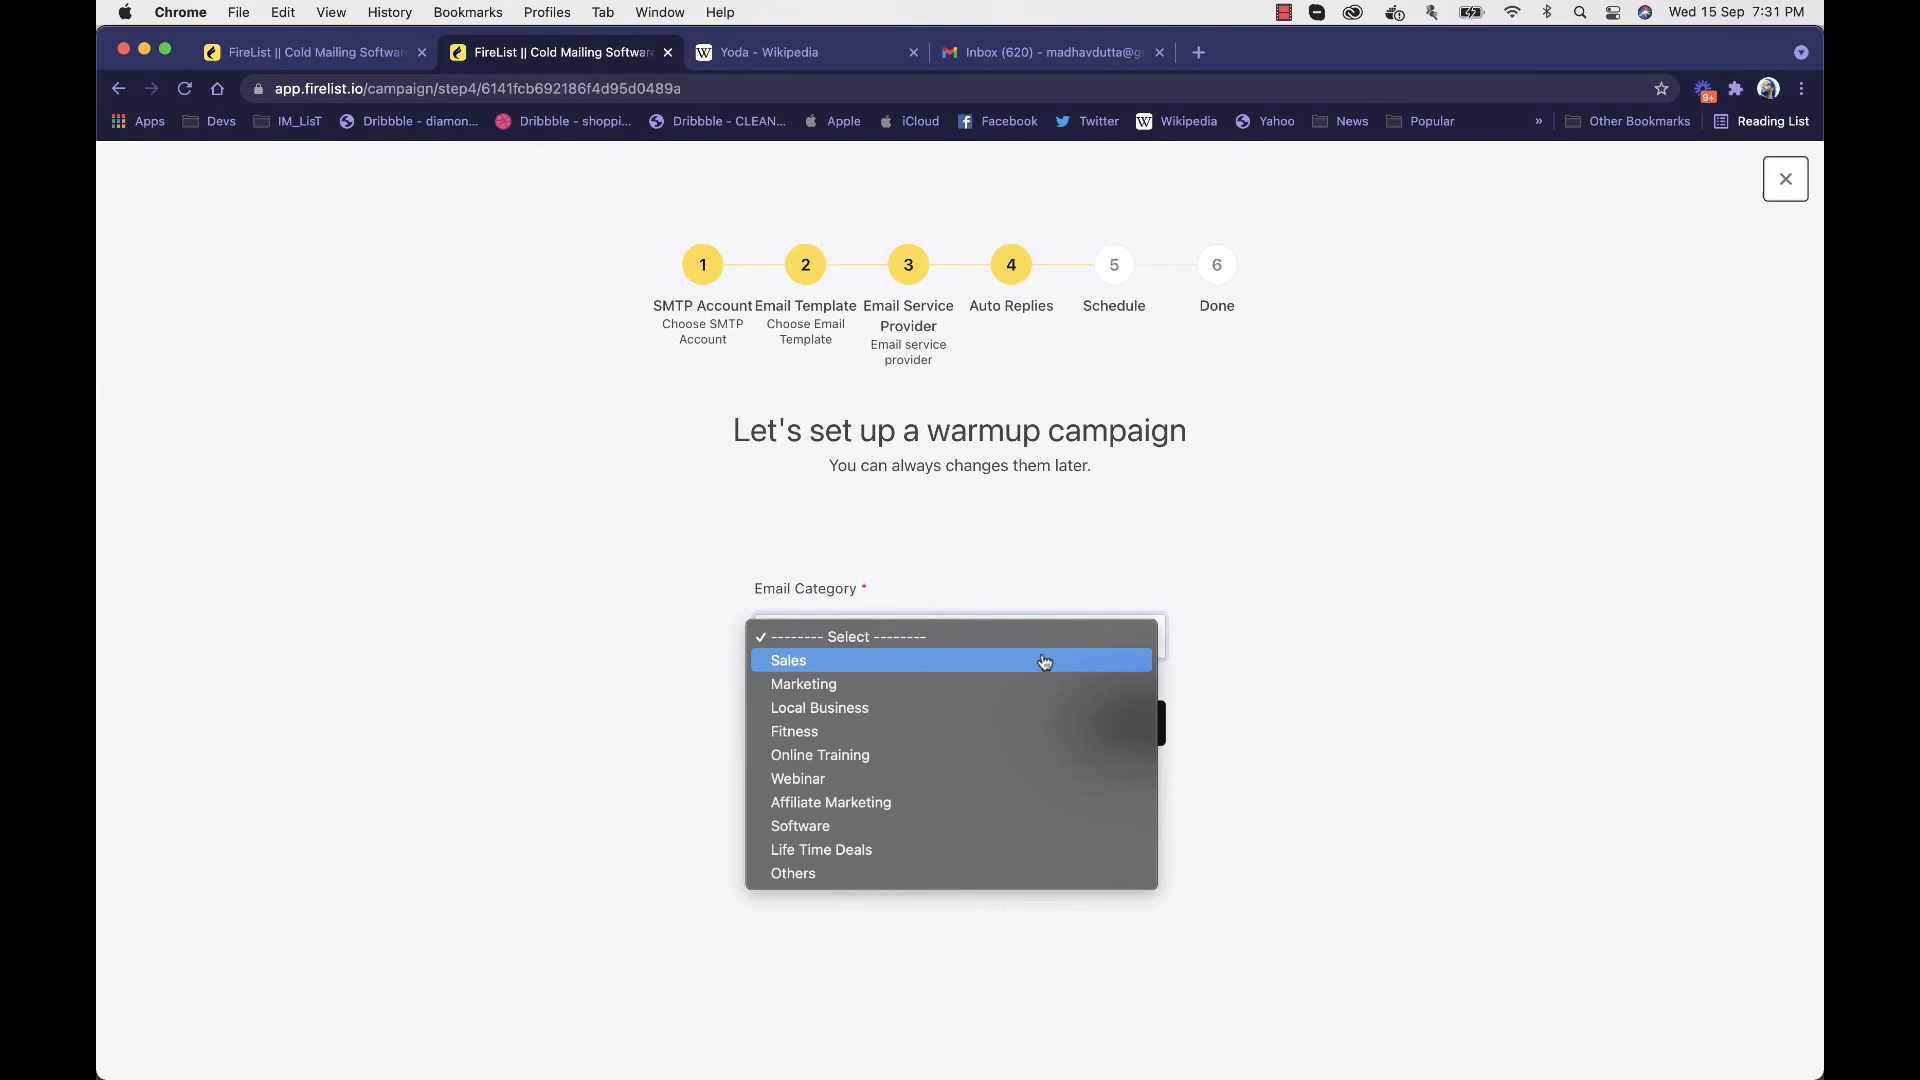 Chrome File Edit View History Bookmarks Profiles Tab Window Help Wed 15 Sep 7:31 PM
FireList || Cold Mailing Software FireList || Cold Mailing Software Yoda - Wikipedia Inbox (620) - madhavdutta@g
app.firelist.io/campaign/step4/6141fcb692186f4d95d0489a 9+
Apps Devs IM_LisT Dribbble - diamon... Dribbble - shoppi... Dribbble - CLEAN... Apple iCloud Facebook Twitter Wikipedia Yahoo News Popular » Other Bookmarks Reading List
1 2 3 4 5 6
SMTP Account Email Template Email Service Provider Auto Replies Schedule Done
Choose SMTP Account Choose Email Template Email service provider
Let's set up a warmup campaign
You can always changes them later.
Email Category *
✓ -------- Select --------
Sales
Marketing
Local Business
Fitness
Online Training
Webinar
Affiliate Marketing
Software
Life Time Deals
Others